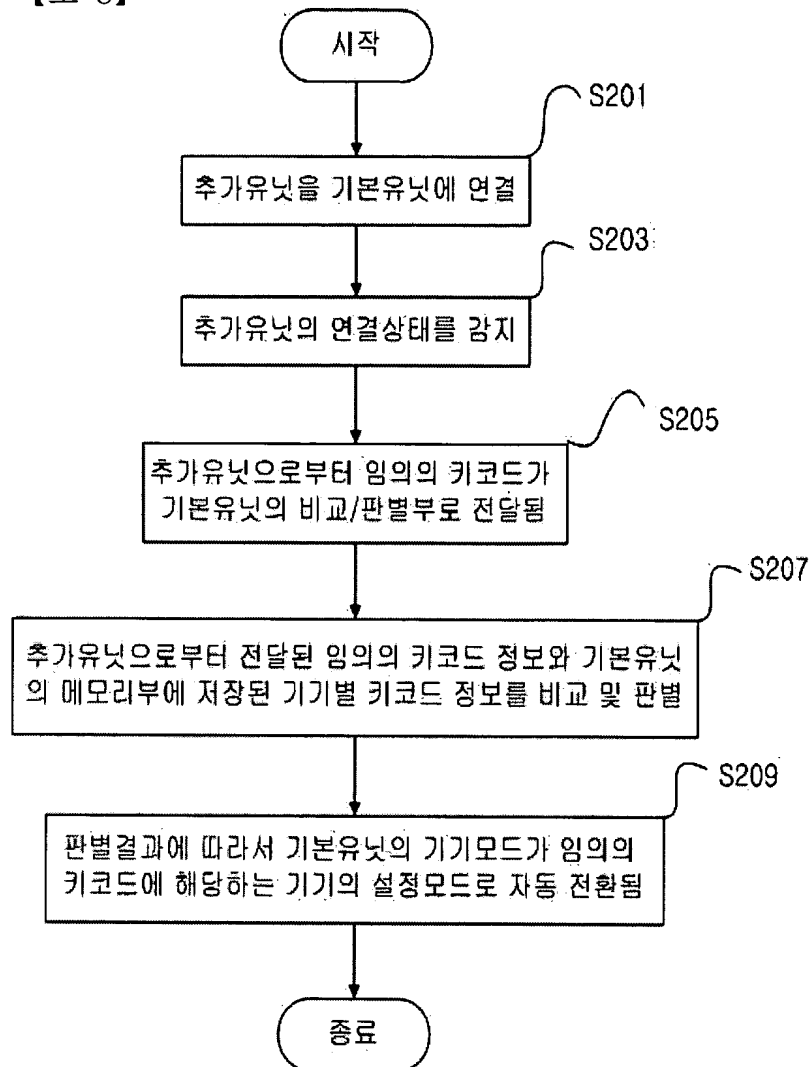 시작
S201
추가유닛을 기본유닛에 연결
S203
추가유닛의 연결상태를 감지
S205
추가유닛으로부터 임의의 키코드가
기본유닛의 비교/판별부로 전달됨
S207
추가유닛으로부터 전달된 임의의 키코드 정보와 기본유닛
의 메모리부에 저장된 기기별 키코드 정보를 비교 및 판별
S209
판별결과에 따라서 기본유닛의 기기모드가 임의의
키코드에 해당하는 기기의 설정모드로 자동 전환됨
종료